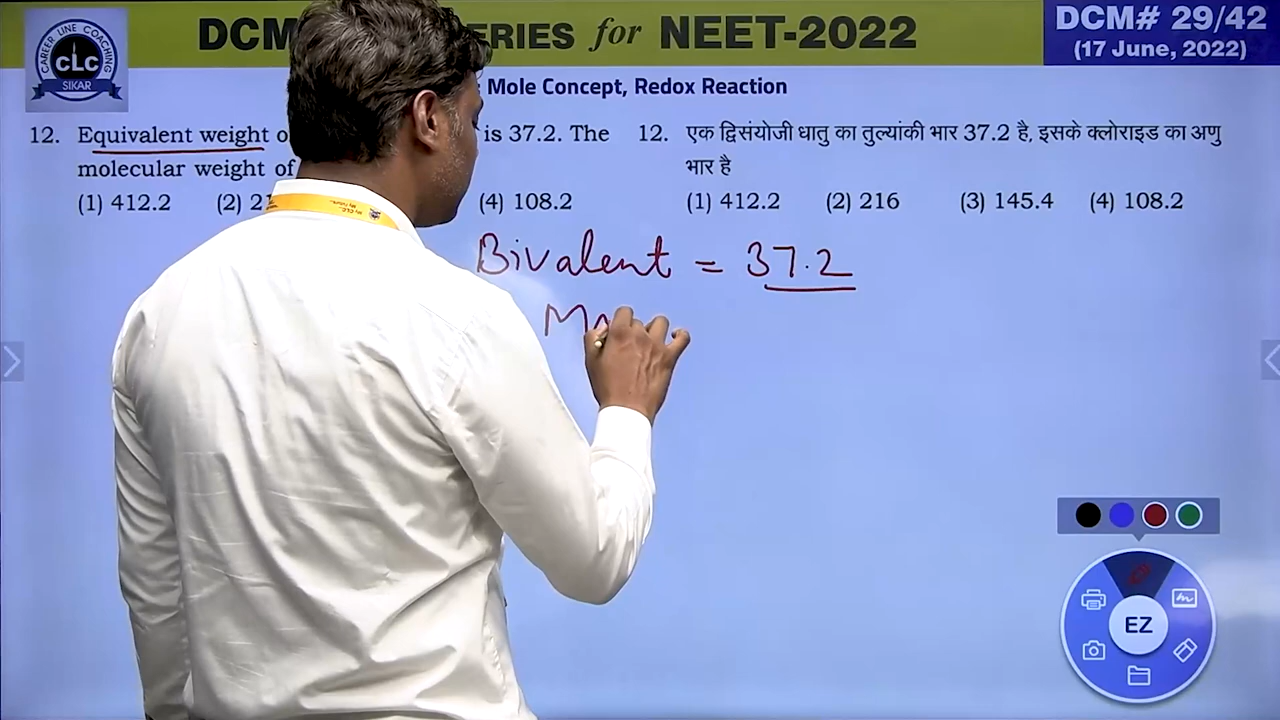 DCM ERIES for NEET-2022
DCM# 29/42
(17 June, 2022)
CAREER LINE COACHING
CLC
SIKAR
: Mole Concept, Redox Reaction
12. Equivalent weight o is 37.2. The
molecular weight of
(1) 412.2 (2) 21 (4) 108.2
12. एक द्विसंयोजी धातु का तुल्यांकी भार 37.2 है, इसके क्लोराइड का अणु
भार है
(1) 412.2 (2) 216 (3) 145.4 (4) 108.2
Bivalent = 37.2
EZ